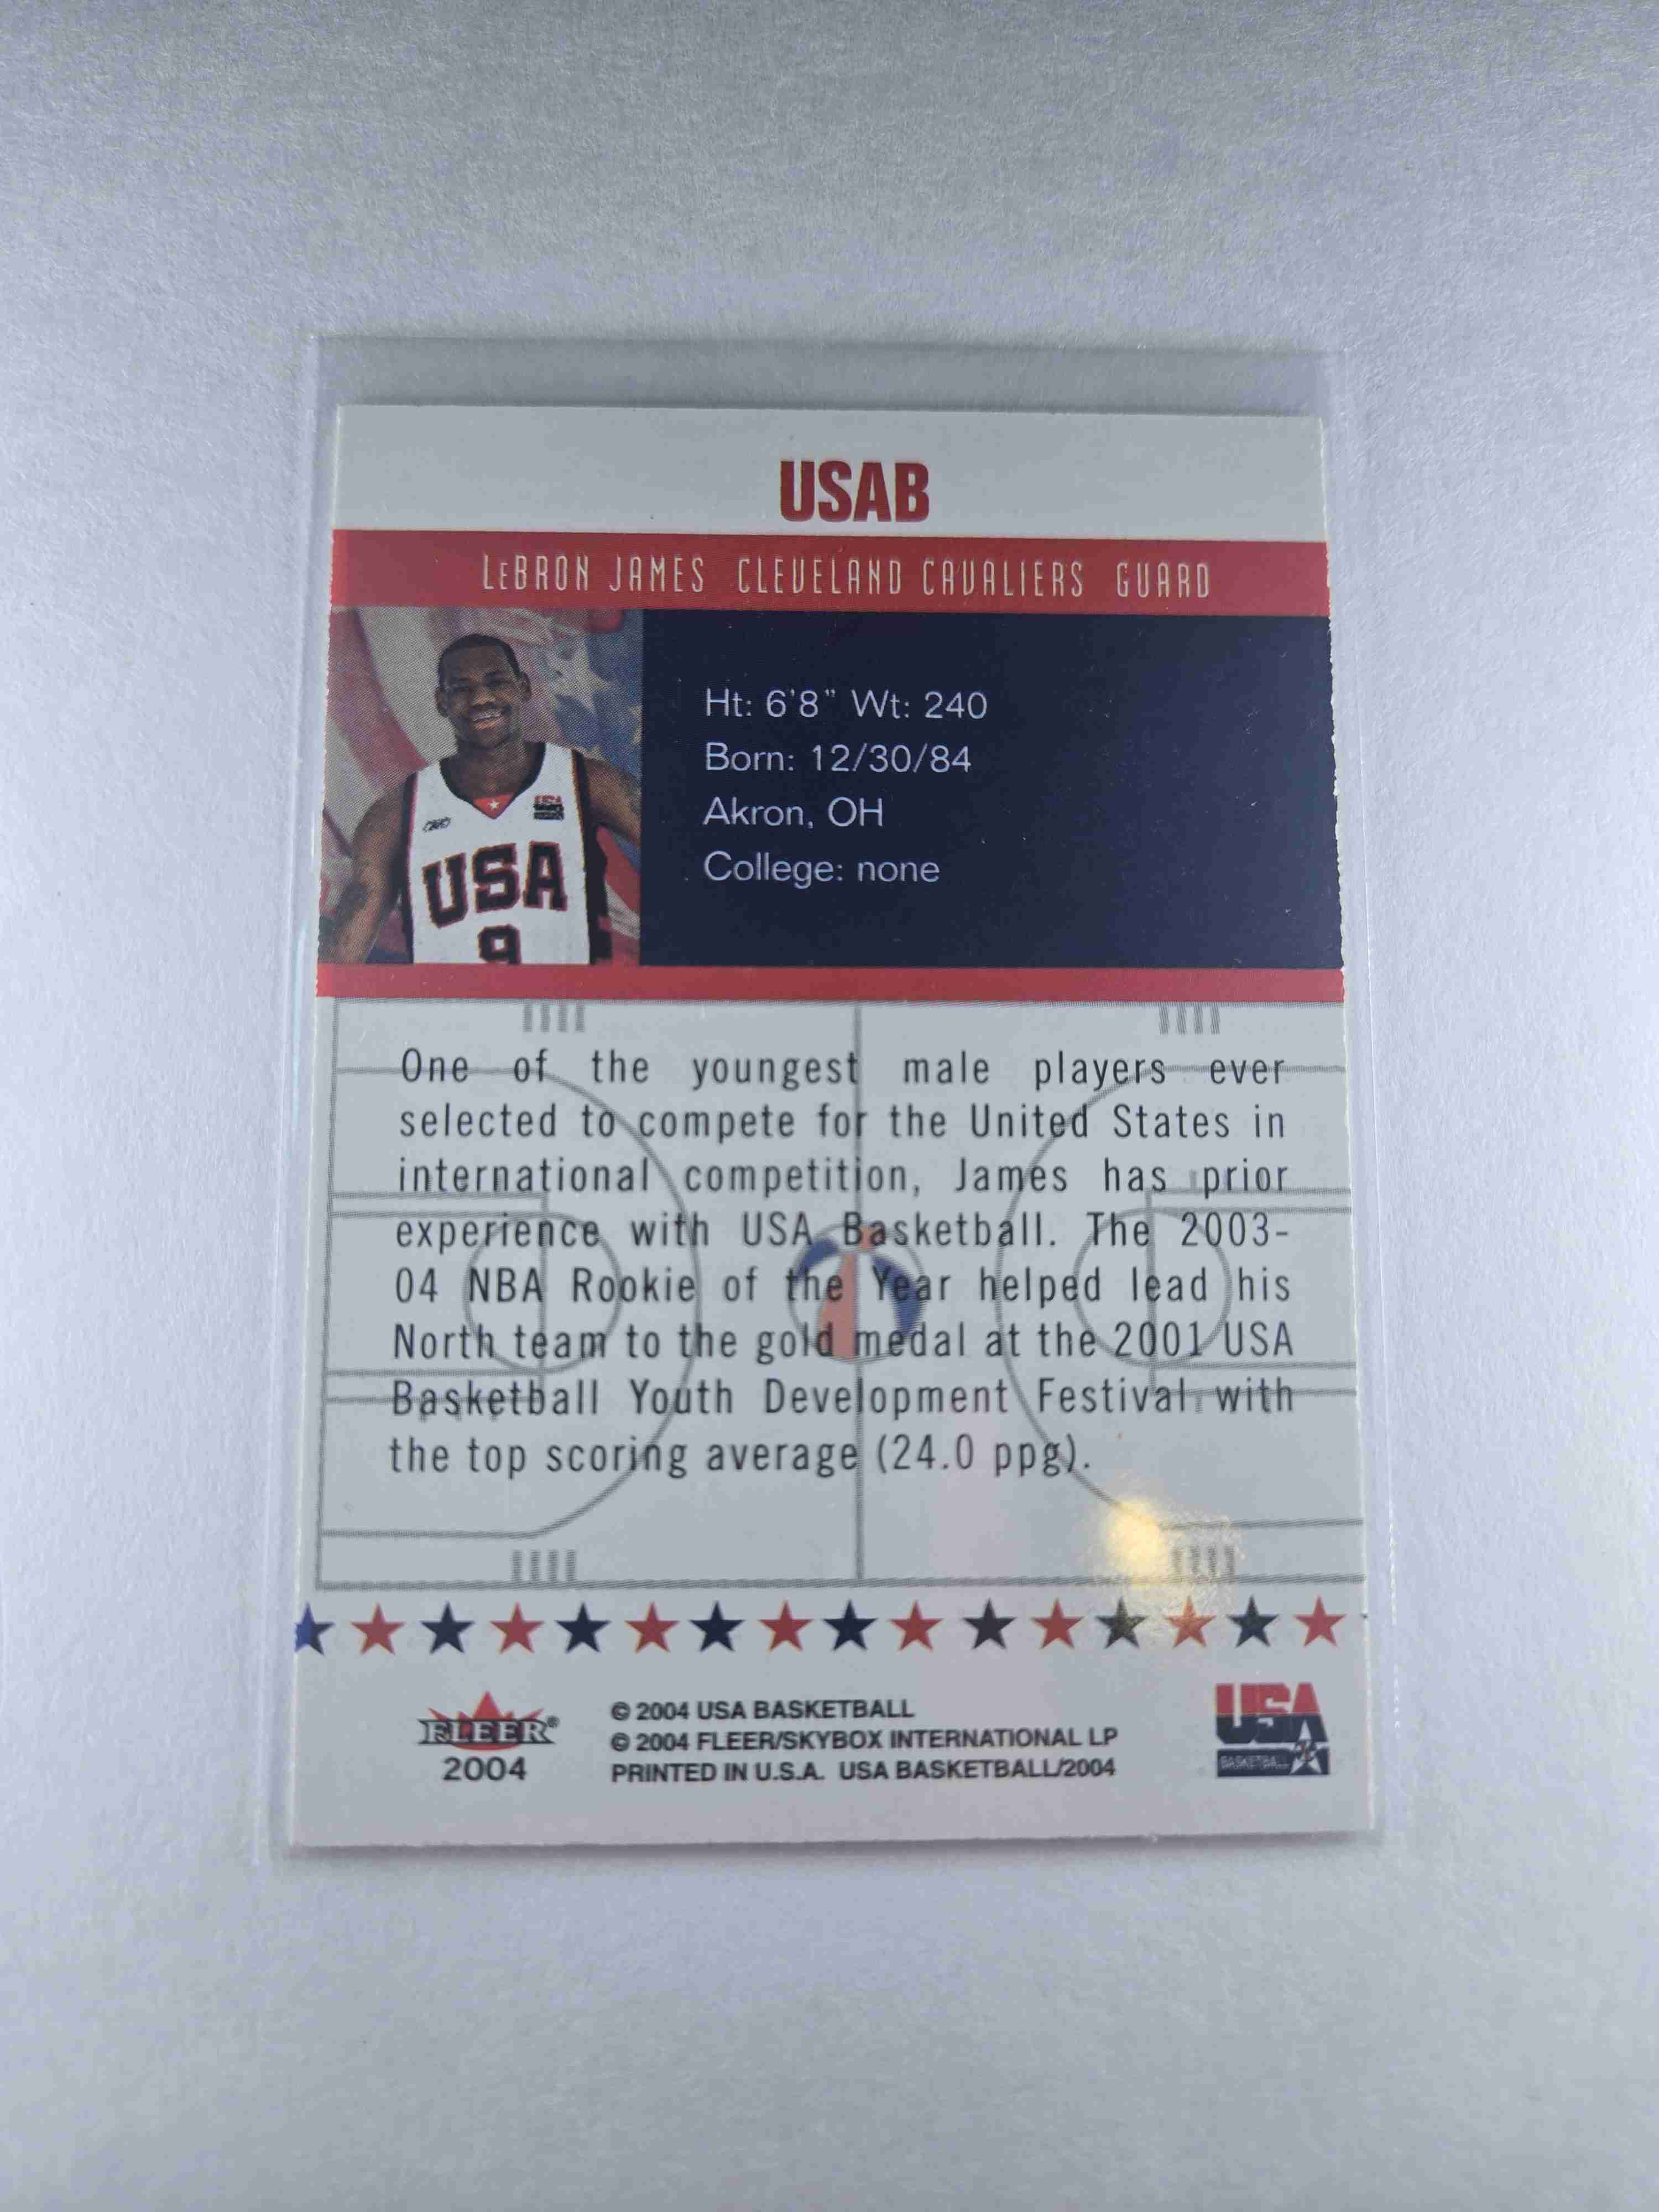 USAB
LeBRON JAMES CLEVELAND CAVALIERS GUARD
Ht: 6'8" Wt: 240
Born: 12/30/84
Akron, OH
College: none
USA
9
One of the youngest male players ever
selected to compete for the United States in
international competition, James has prior
experience with USA Basketball. The 2003-
04 NBA Rookie of the Year helped lead his
North team to the gold medal at the 2001 USA
Basketball Youth Development Festival with
the top scoring average (24.0 ppg).
FLEER®
2004
© 2004 USA BASKETBALL
© 2004 FLEER/SKYBOX INTERNATIONAL LP
PRINTED IN U.S.A. USA BASKETBALL/2004
USA
BASKETBALL